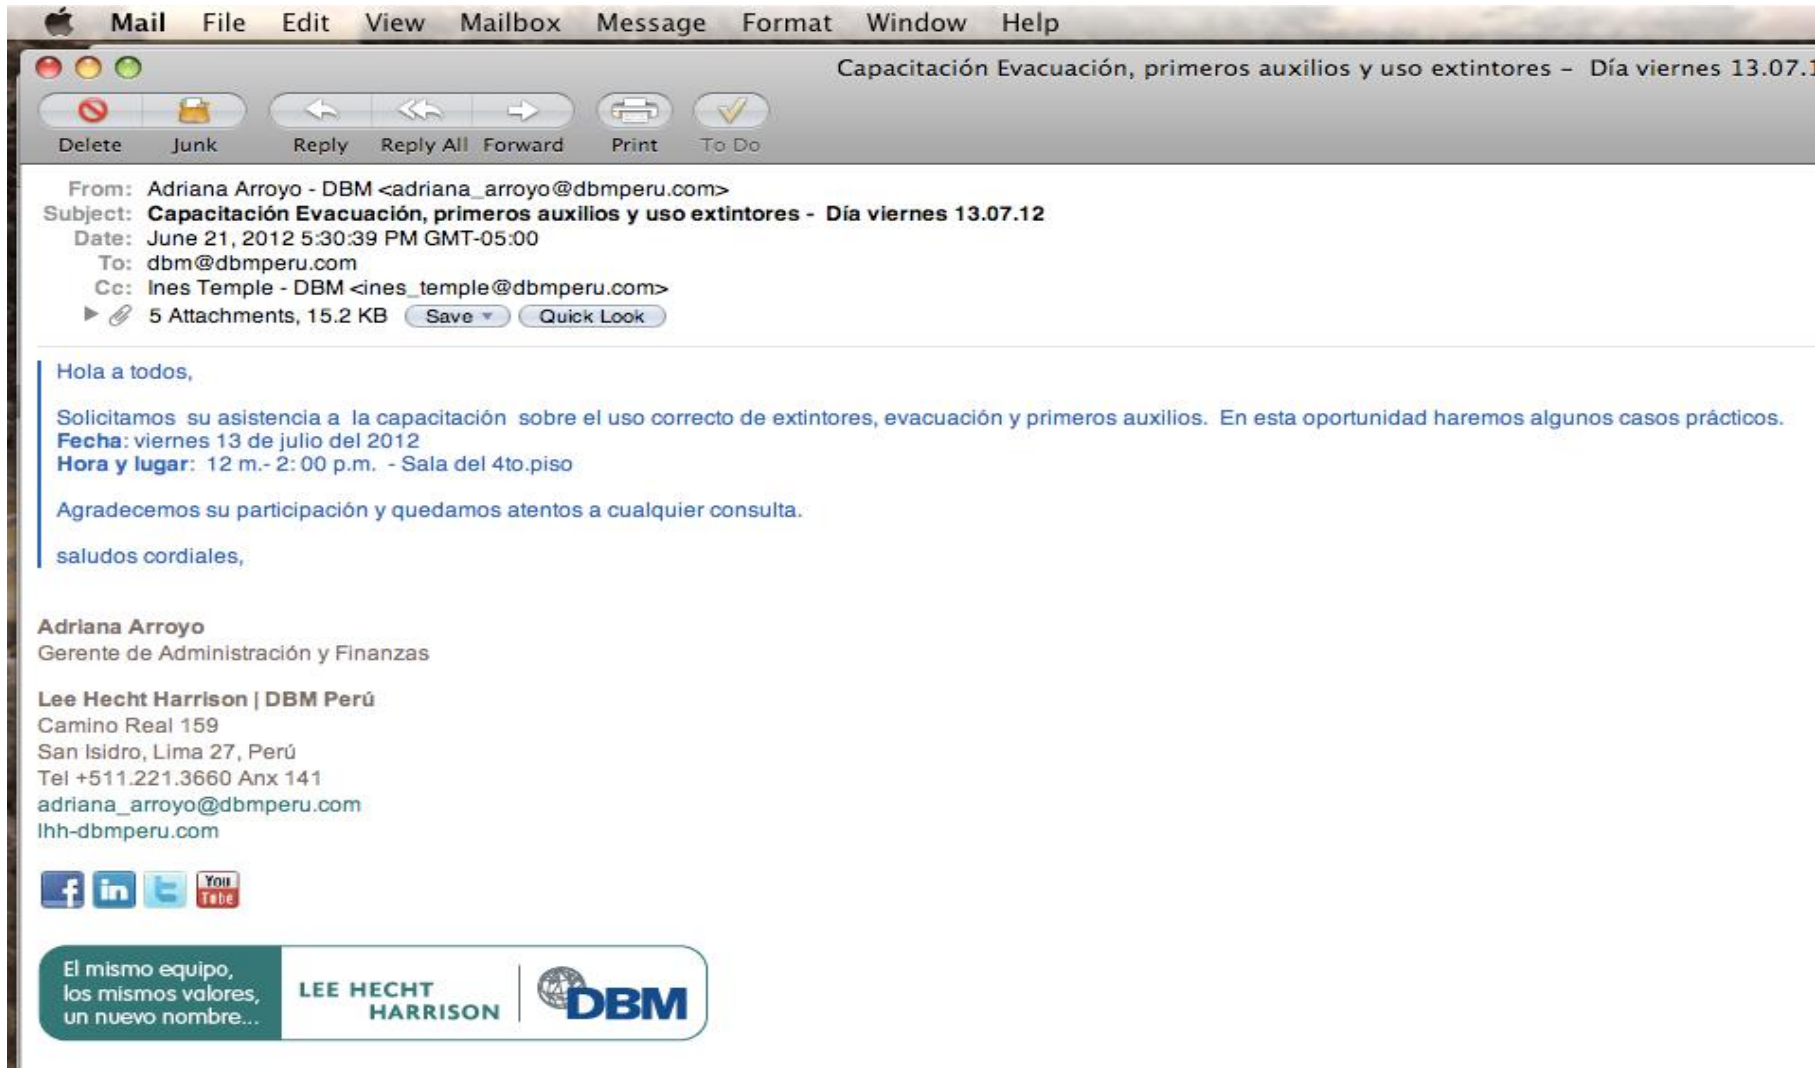 Mail File Edit View Mailbox Message Format Window Help
Capacitación Evacuación, primeros auxilios y uso extintores – Día viernes 13.07.1
Delete Junk Reply Reply All Forward Print To Do
From: Adriana Arroyo - DBM <adriana_arroyo@dbmperu.com>
Subject: Capacitación Evacuación, primeros auxilios y uso extintores - Día viernes 13.07.12
Date: June 21, 2012 5:30:39 PM GMT-05:00
To: dbm@dbmperu.com
Cc: Ines Temple - DBM <ines_temple@dbmperu.com>
5 Attachments, 15.2 KB Save Quick Look
Hola a todos,
Solicitamos su asistencia a la capacitación sobre el uso correcto de extintores, evacuación y primeros auxilios. En esta oportunidad haremos algunos casos prácticos.
Fecha: viernes 13 de julio del 2012
Hora y lugar: 12 m.- 2: 00 p.m. - Sala del 4to.piso
Agradecemos su participación y quedamos atentos a cualquier consulta.
saludos cordiales,
Adriana Arroyo
Gerente de Administración y Finanzas
Lee Hecht Harrison | DBM Perú
Camino Real 159
San Isidro, Lima 27, Perú
Tel +511.221.3660 Anx 141
adriana_arroyo@dbmperu.com
lhh-dbmperu.com
f in t You Tube
El mismo equipo,
los mismos valores,
un nuevo nombre...
LEE HECHT
HARRISON
DBM